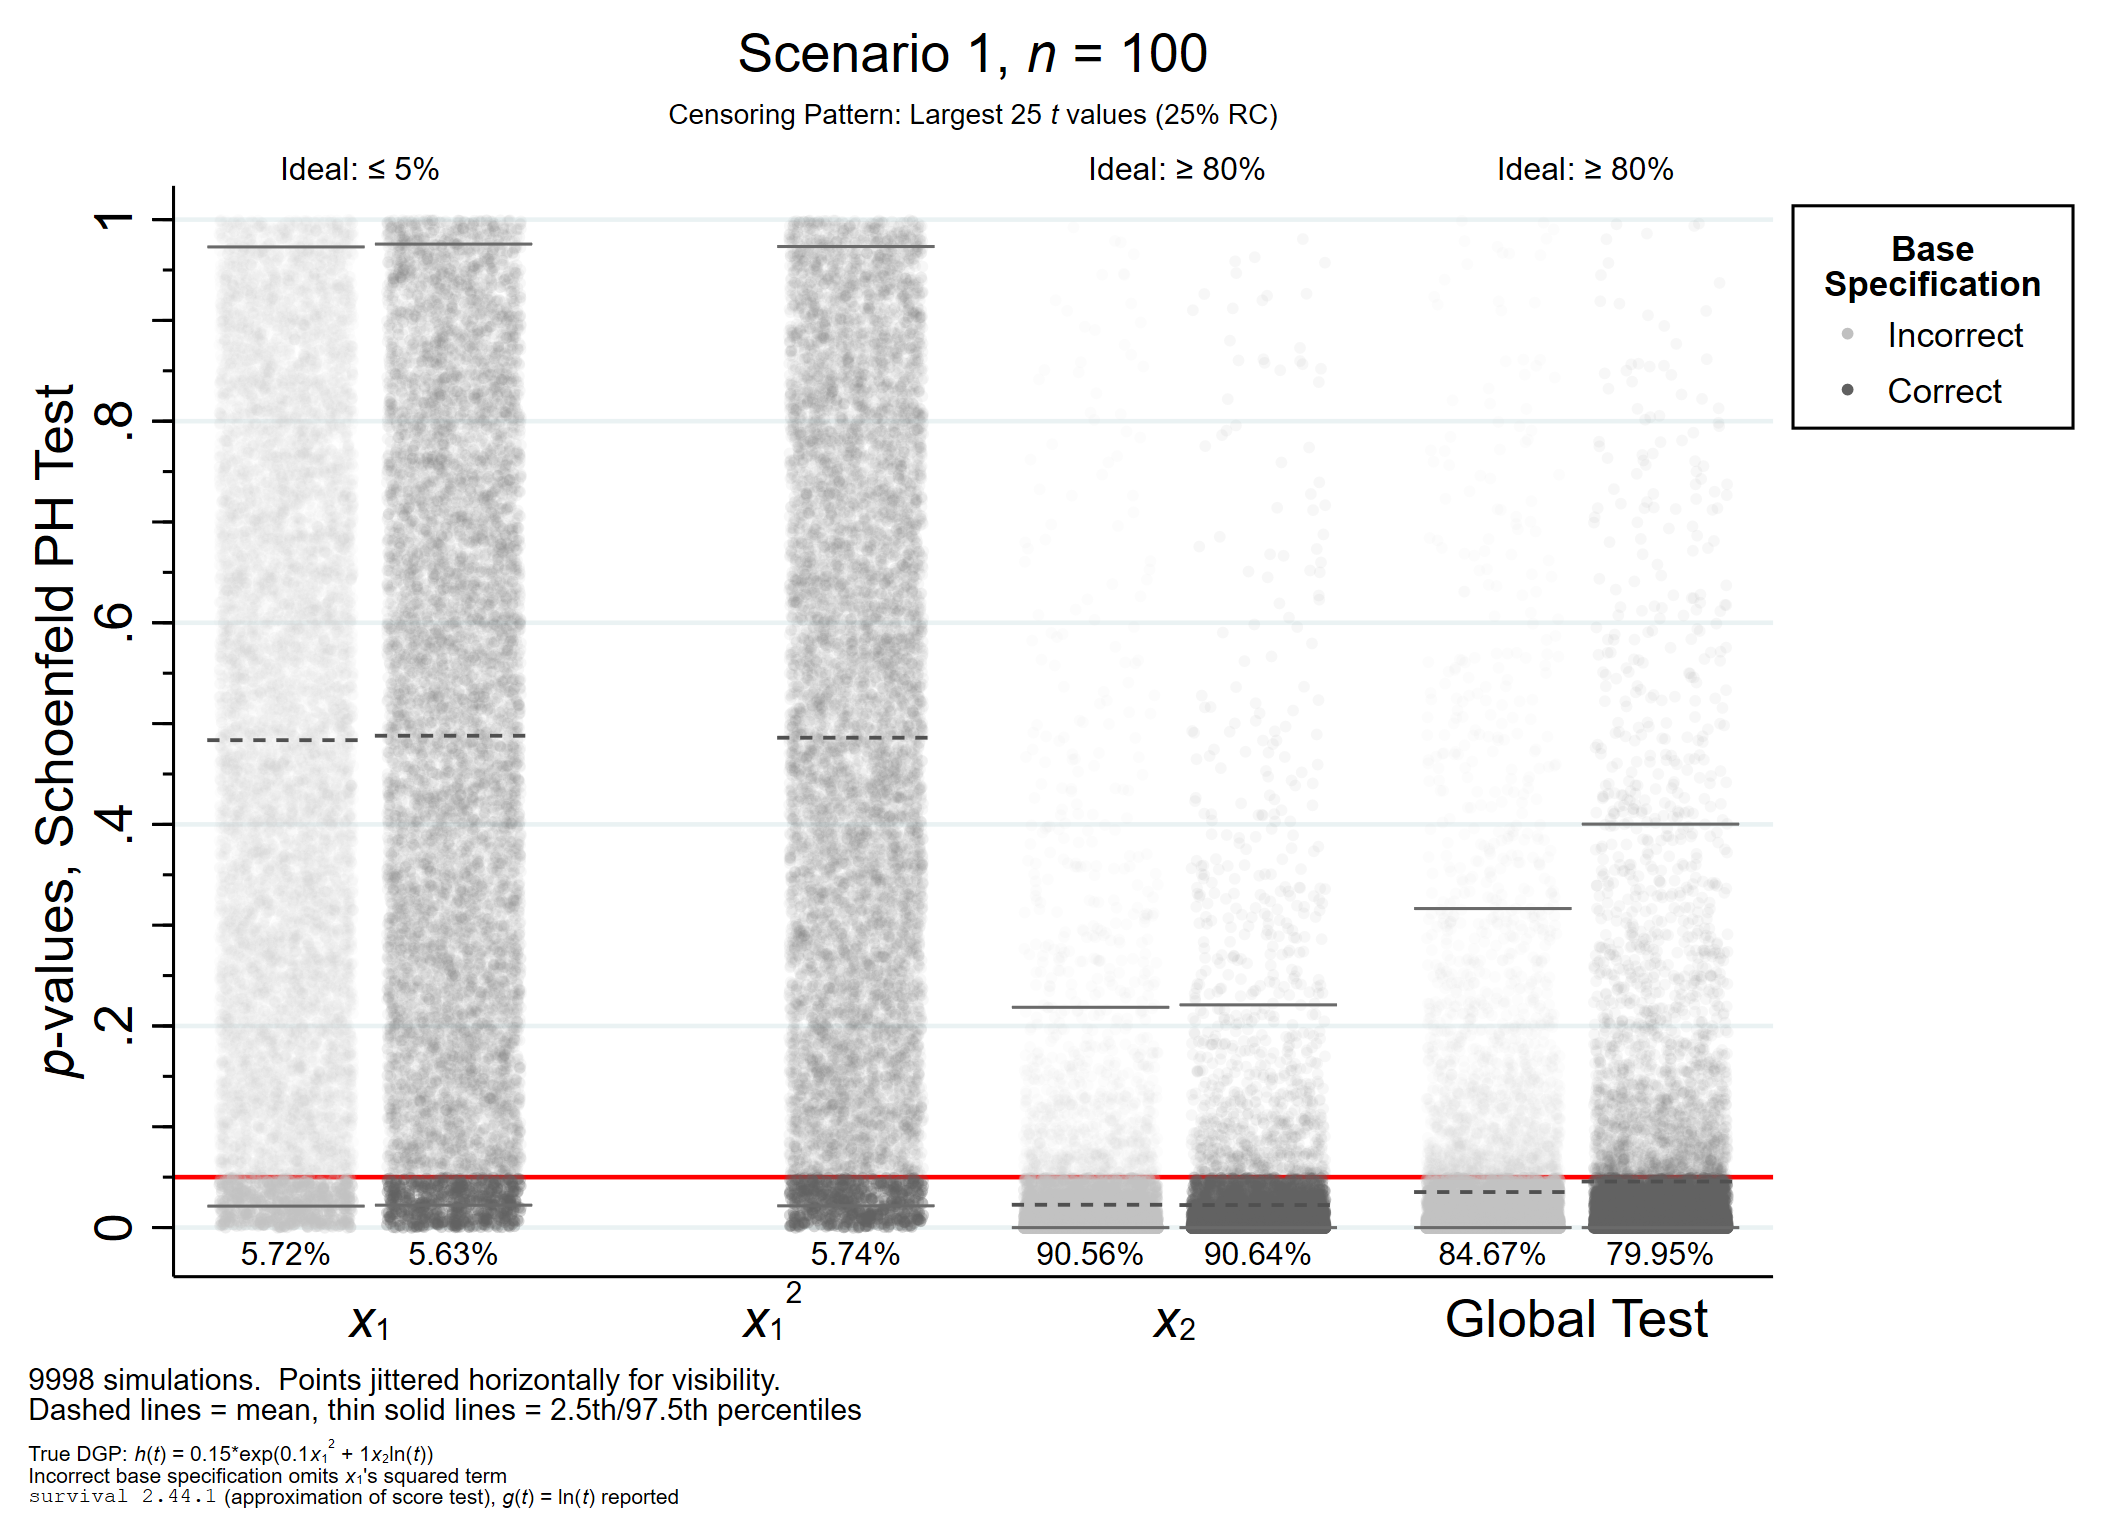 Scenario 1, n = 100
Censoring Pattern: Largest 25 t values (25% RC)
Ideal: ≤ 5%
Ideal: ≥ 80%
Ideal: ≥ 80%
p-values, Schoenfeld PH Test
1
.8
.6
.4
.2
0
Base
Specification
Incorrect
Correct
5.72%
5.63%
5.74%
90.56%
90.64%
84.67%
79.95%
x₁
x₁²
x₂
Global Test
9998 simulations.  Points jittered horizontally for visibility.
Dashed lines = mean, thin solid lines = 2.5th/97.5th percentiles
True DGP: h(t) = 0.15*exp(0.1x₁² + 1x₂ln(t))
Incorrect base specification omits x₁'s squared term
survival 2.44.1 (approximation of score test), g(t) = ln(t) reported